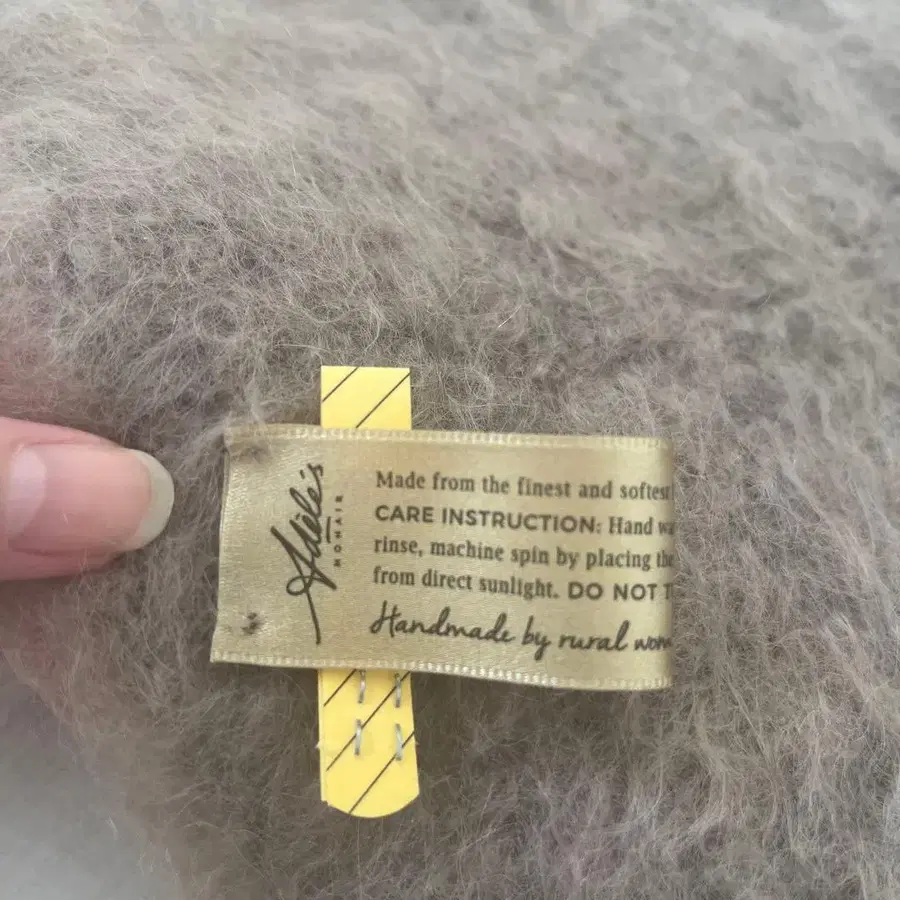 Adéle's
MOHAIR
Made from the finest and softest
CARE INSTRUCTION: Hand wa
rinse, machine spin by placing the
from direct sunlight. DO NOT T
Handmade by rural wom